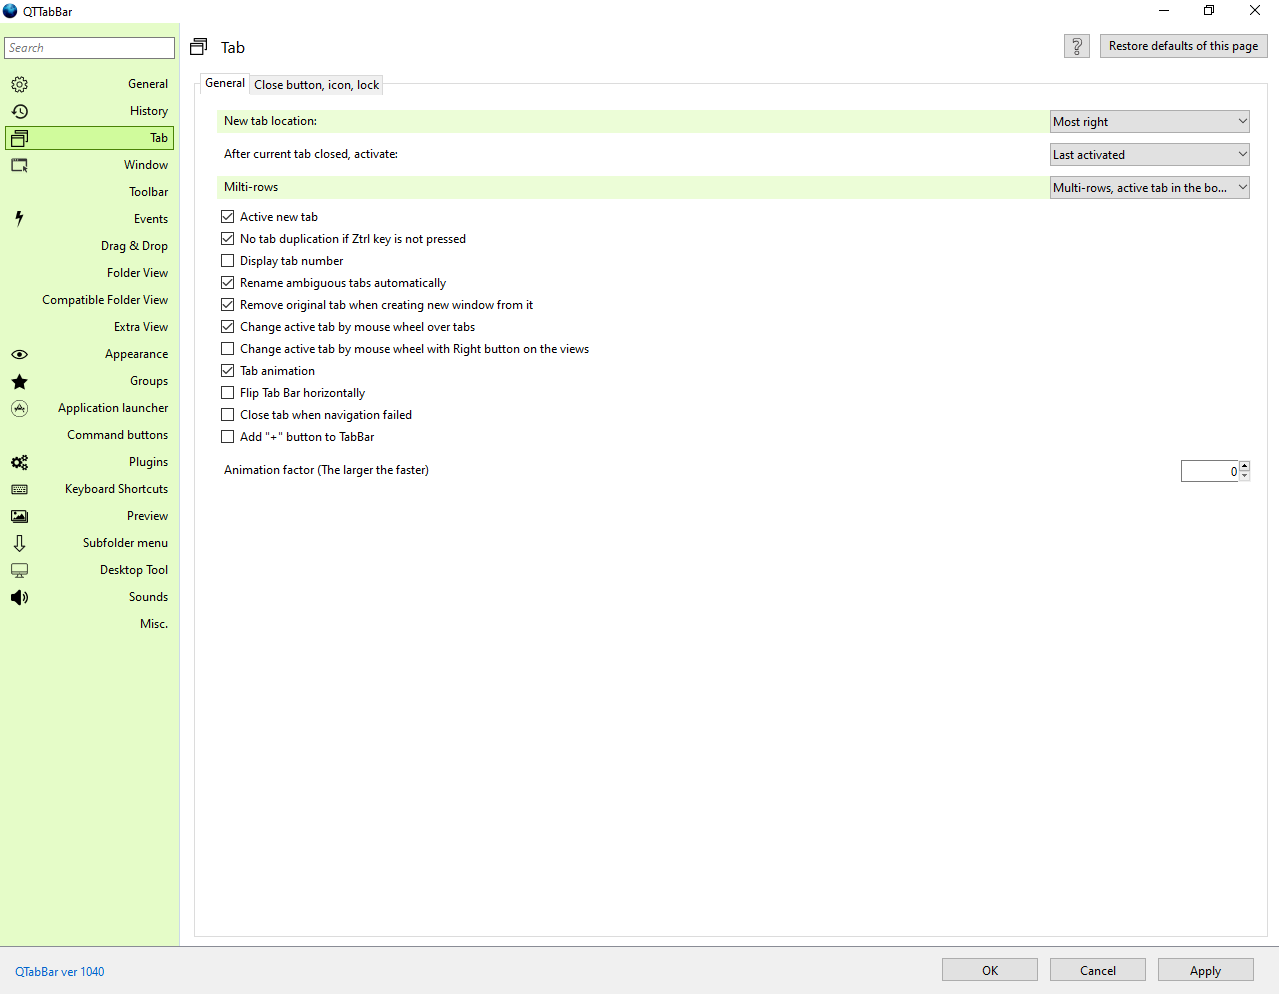 QTTabBar
Search
Tab
?
Restore defaults of this page
General
History
Tab
Window
Toolbar
Events
Drag & Drop
Folder View
Compatible Folder View
Extra View
Appearance
Groups
Application launcher
Command buttons
Plugins
Keyboard Shortcuts
Preview
Subfolder menu
Desktop Tool
Sounds
Misc.
General
Close button, icon, lock
New tab location:
Most right
After current tab closed, activate:
Last activated
Milti-rows
Multi-rows, active tab in the bo...
Active new tab
No tab duplication if Ztrl key is not pressed
Display tab number
Rename ambiguous tabs automatically
Remove original tab when creating new window from it
Change active tab by mouse wheel over tabs
Change active tab by mouse wheel with Right button on the views
Tab animation
Flip Tab Bar horizontally
Close tab when navigation failed
Add "+" button to TabBar
Animation factor (The larger the faster)
0
QTabBar ver 1040
OK
Cancel
Apply